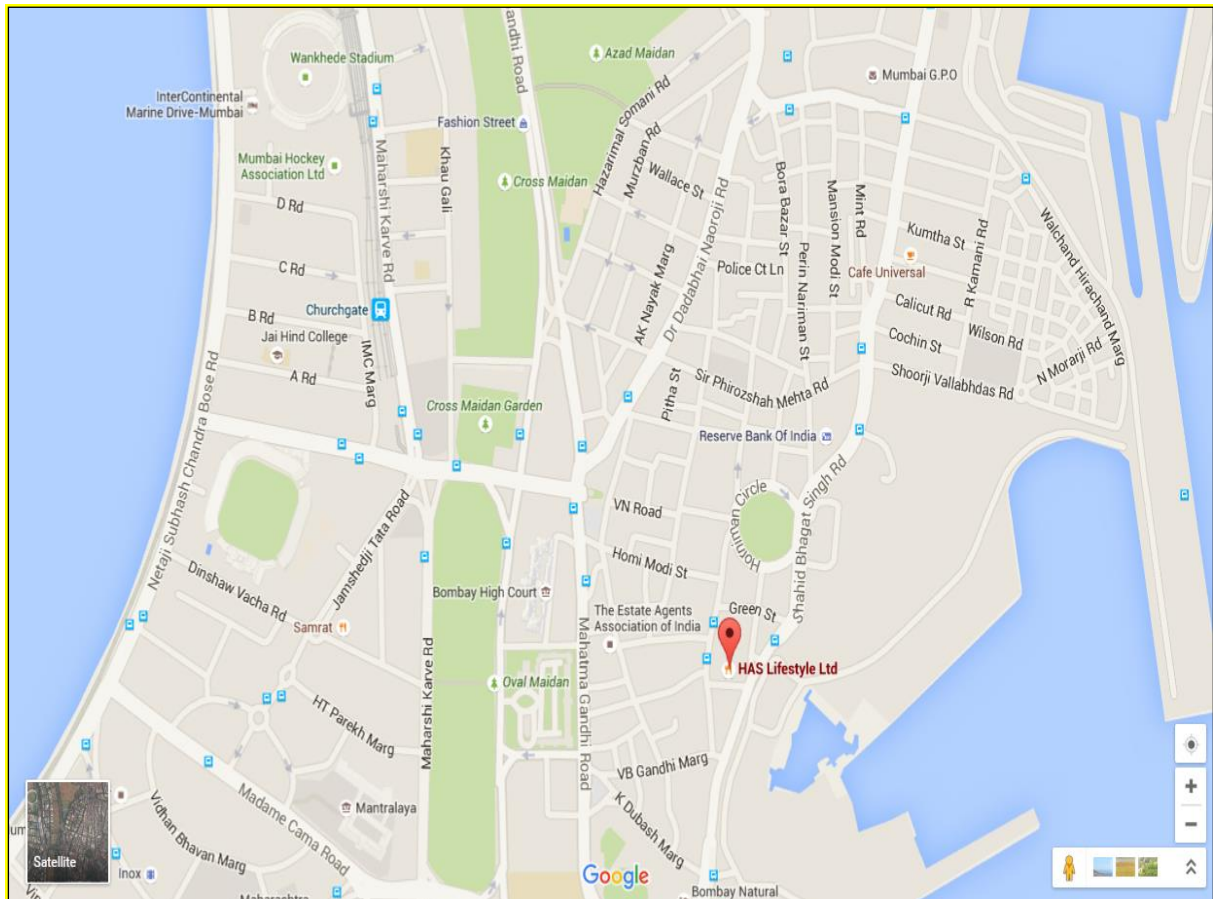 andhi Road
Azad Maidan
Wankhede Stadium
Mumbai G.P.O
InterContinental
Marine Drive-Mumbai
Fashion Street
Hazarimal Somani Rd
Murzban Rd
Maharshi Karve Rd
Khau Gali
Mumbai Hockey
Association Ltd
Cross Maidan
Wallace St
Bora Bazar St
Mansion Modi St
Mint Rd
D Rd
Kumtha St
R Kamani Rd
Walchand Hirachand Marg
C Rd
Police Ct Ln
Cafe Universal
AK Nayak Marg
Dr Dadabhai Naoroji Rd
Perin Nariman St
Churchgate
Calicut Rd
B Rd
Wilson Rd
Jai Hind College
Cochin St
N Morarji Rd
A Rd
IMC Marg
Pitha St
Sir Phirozshah Mehta Rd
Shoorji Vallabhdas Rd
Cross Maidan Garden
Reserve Bank Of India
Netaji Subhash Chandra Bose Rd
Jamshedji Tata Road
VN Road
Horniman Circle
Shahid Bhagat Singh Rd
Homi Modi St
Dinshaw Vacha Rd
Bombay High Court
The Estate Agents
Association of India
Green St
Samrat
Mahatma Gandhi Road
HAS Lifestyle Ltd
Maharshi Karve Rd
Oval Maidan
HT Parekh Marg
VB Gandhi Marg
K Dubash Marg
Madame Cama Road
Mantralaya
Vidhan Bhavan Marg
um
Satellite
Inox
Google
Bombay Natural